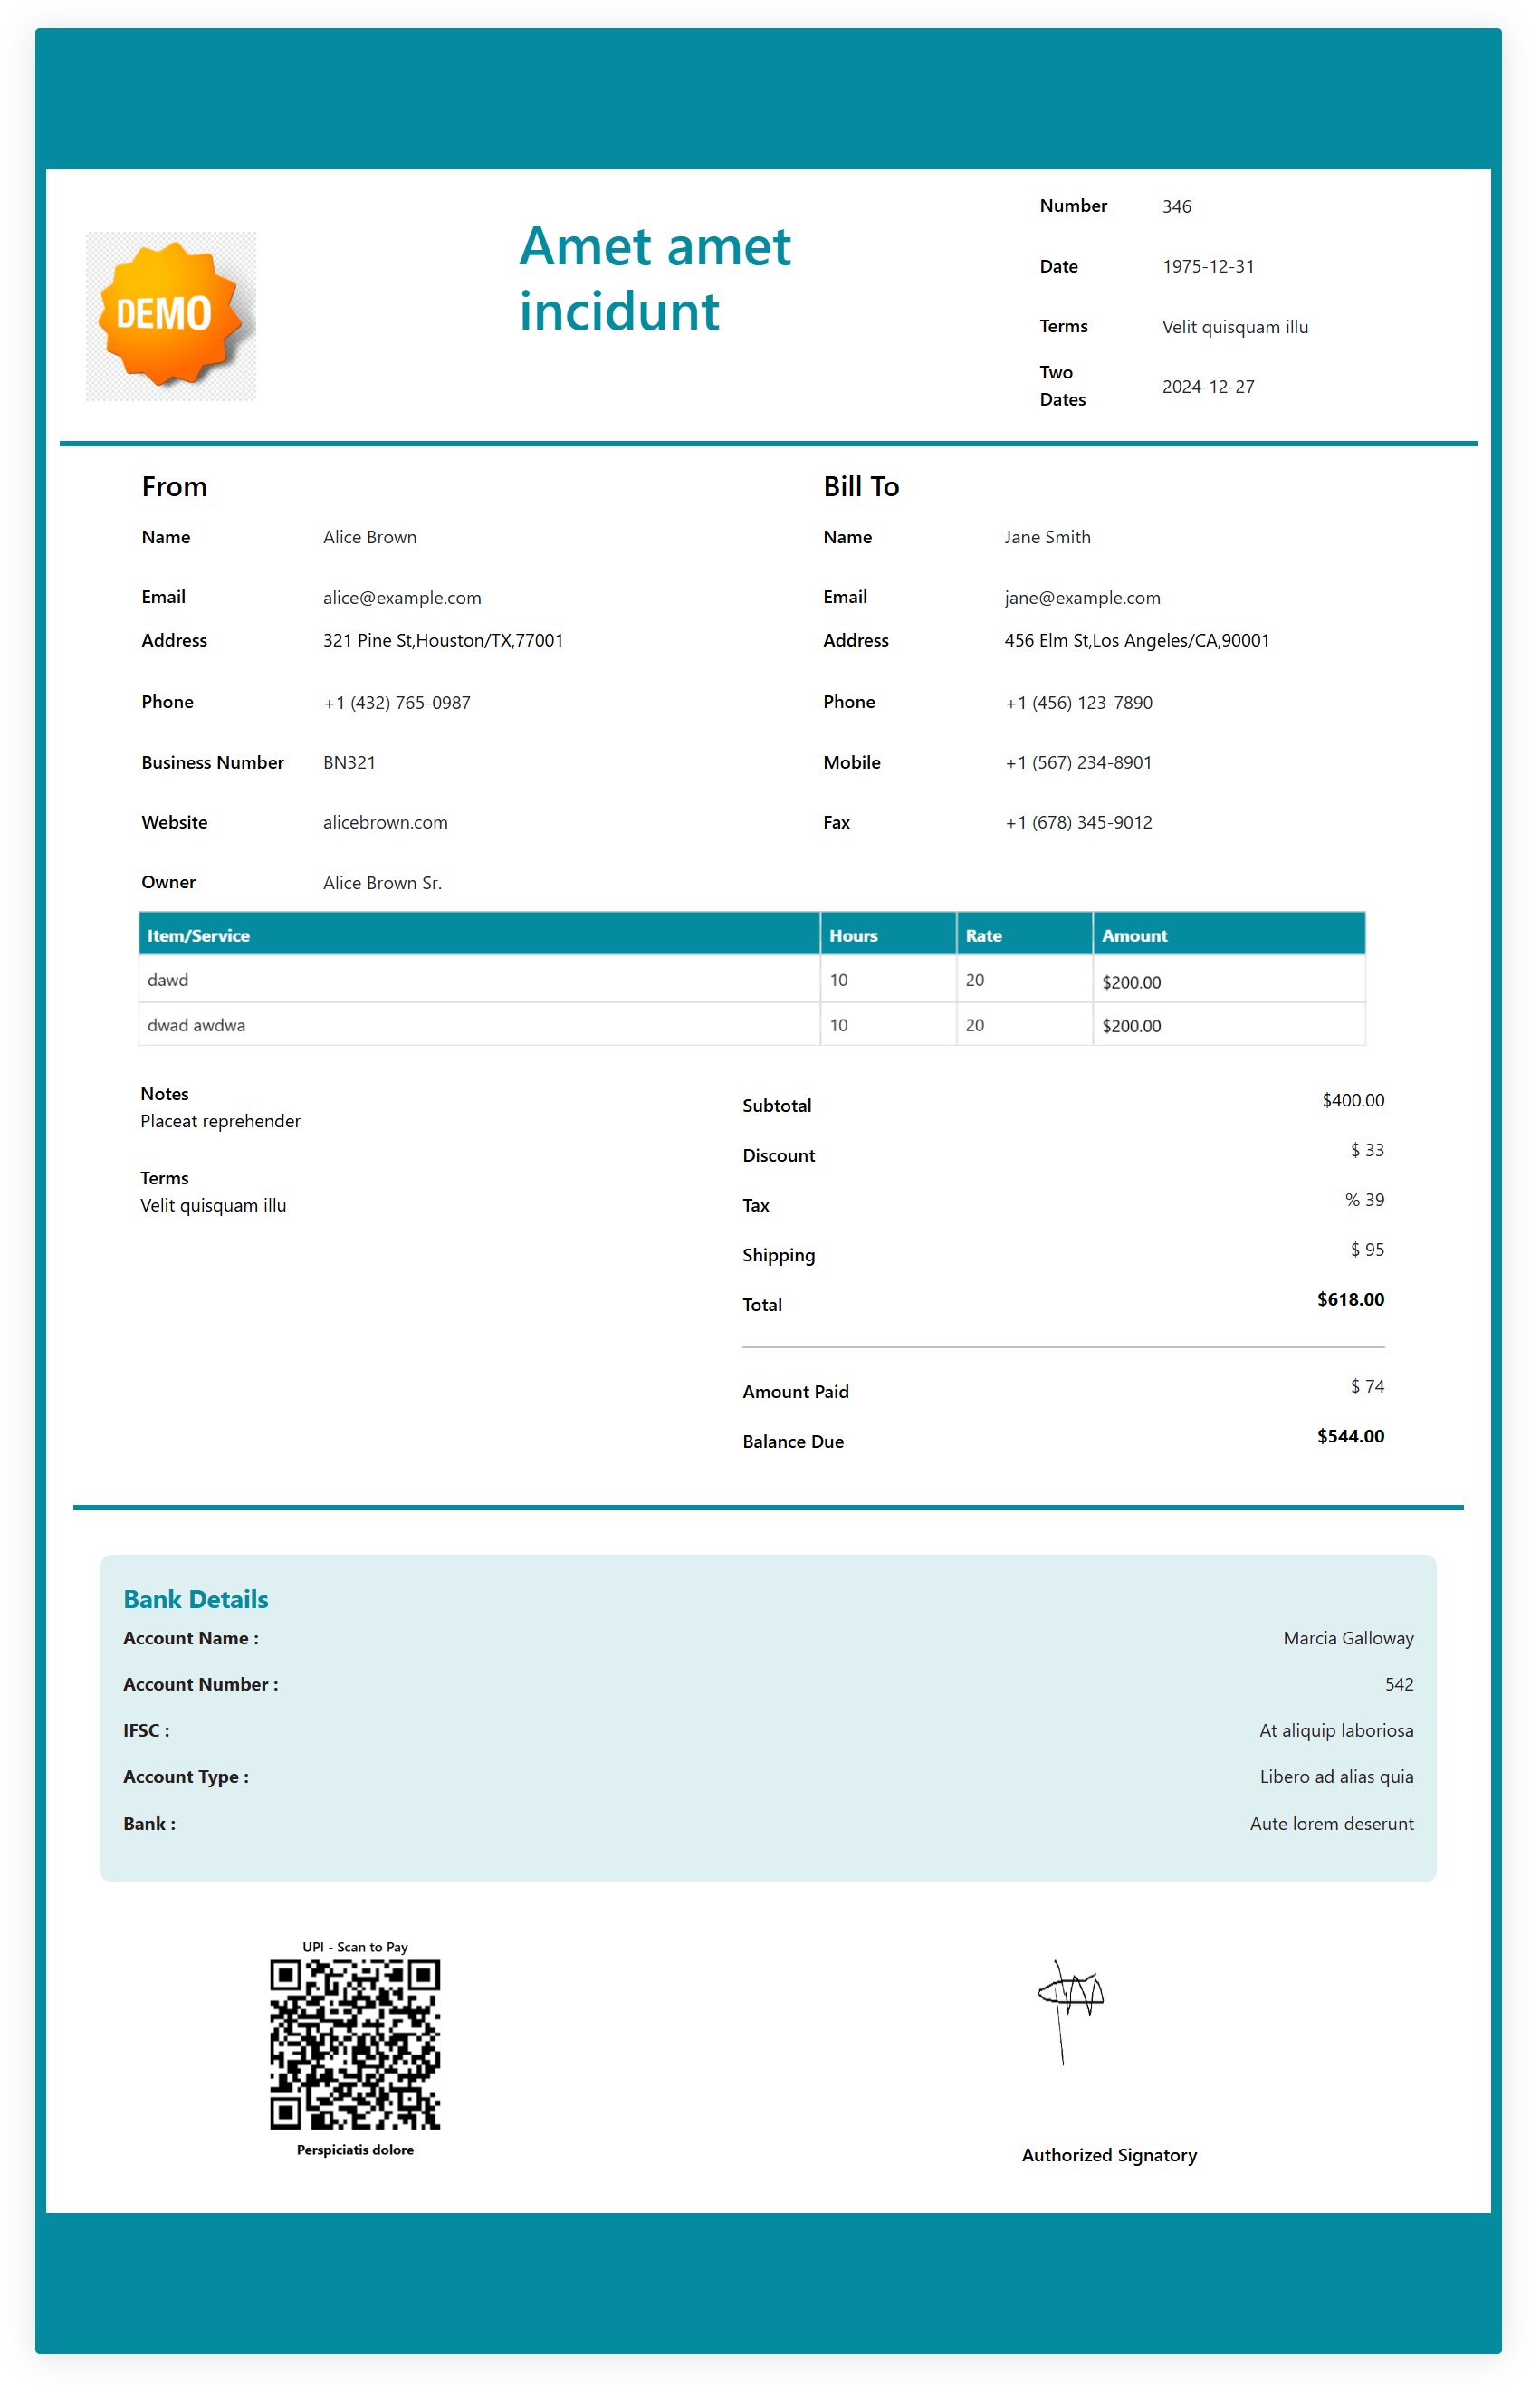 DEMO
Amet amet
incidunt
Number 346
Date 1975-12-31
Terms Velit quisquam illu
Two
Dates 2024-12-27
From
Name Alice Brown
Email alice@example.com
Address 321 Pine St,Houston/TX,77001
Phone +1 (432) 765-0987
Business Number BN321
Website alicebrown.com
Owner Alice Brown Sr.
Bill To
Name Jane Smith
Email jane@example.com
Address 456 Elm St,Los Angeles/CA,90001
Phone +1 (456) 123-7890
Mobile +1 (567) 234-8901
Fax +1 (678) 345-9012
Item/Service Hours Rate Amount
dawd 10 20 $200.00
dwad awdwa 10 20 $200.00
Notes
Placeat reprehender
Terms
Velit quisquam illu
Subtotal $400.00
Discount $ 33
Tax % 39
Shipping $ 95
Total $618.00
Amount Paid $ 74
Balance Due $544.00
Bank Details
Account Name : Marcia Galloway
Account Number : 542
IFSC : At aliquip laboriosa
Account Type : Libero ad alias quia
Bank : Aute lorem deserunt
UPI - Scan to Pay
Perspiciatis dolore
Authorized Signatory